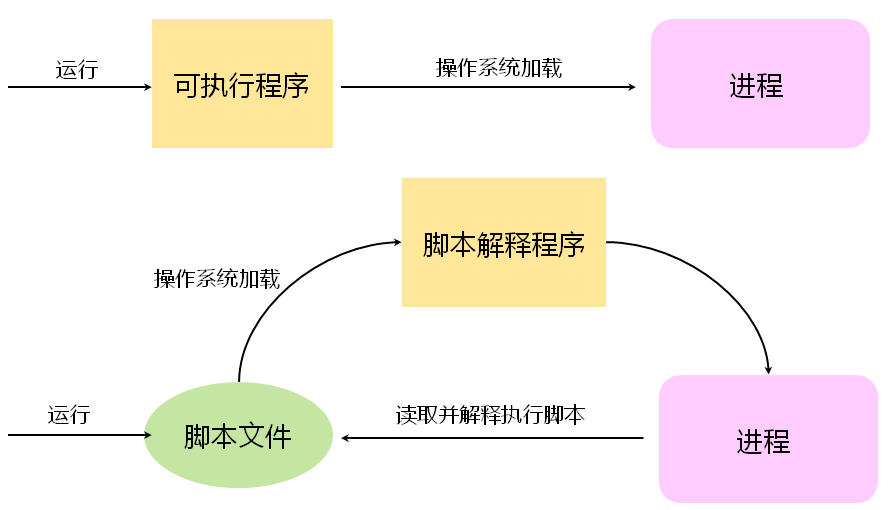 运行
可执行程序
操作系统加载
进程
脚本解释程序
操作系统加载
运行
脚本文件
读取并解释执行脚本
进程